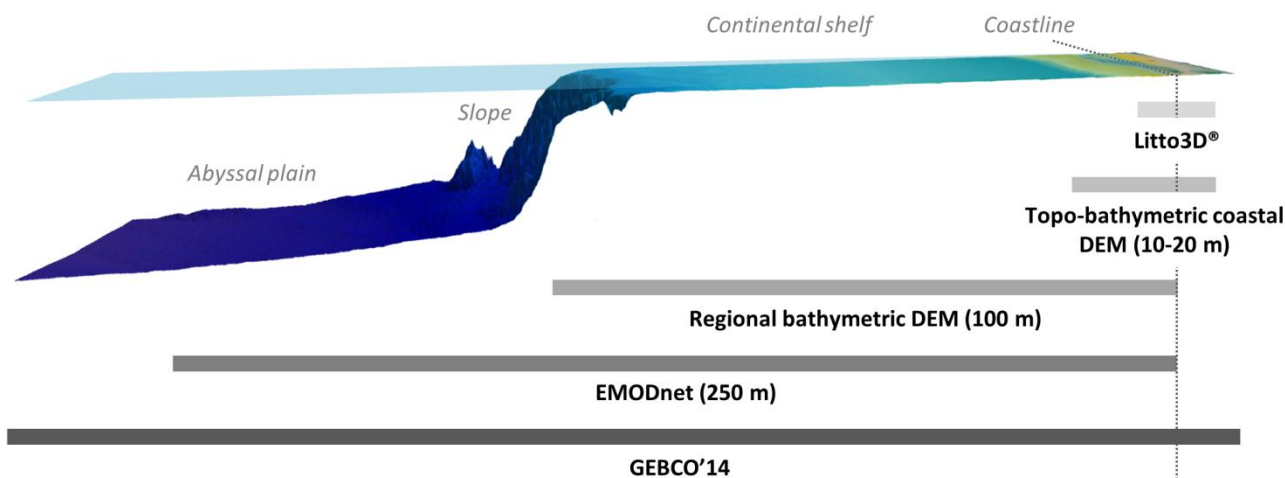 Continental shelf
Coastline
Slope
Abyssal plain
Litto3D®
Topo-bathymetric coastal
DEM (10-20 m)
Regional bathymetric DEM (100 m)
EMODnet (250 m)
GEBCO’14